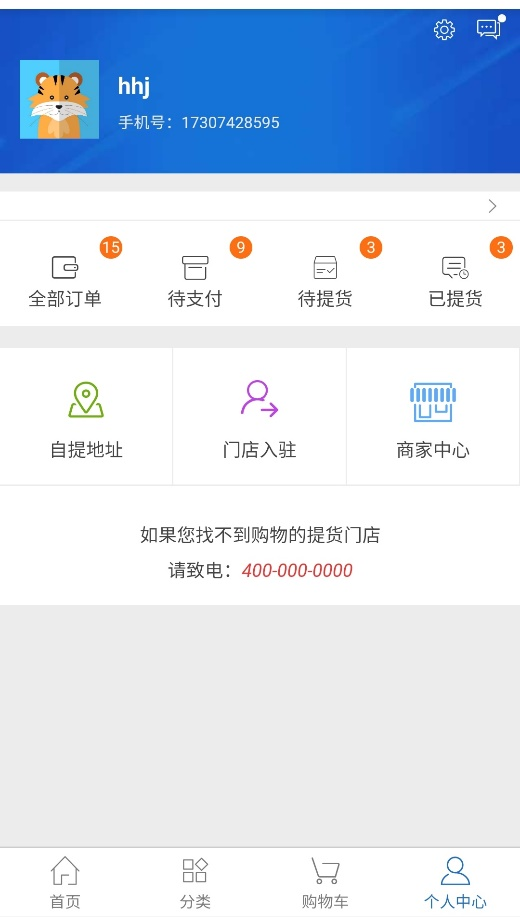 hhj
手机号：17307428595
15
9
3
3
全部订单
待支付
待提货
已提货
自提地址
门店入驻
商家中心
如果您找不到购物的提货门店
请致电：400-000-0000
首页
分类
购物车
个人中心